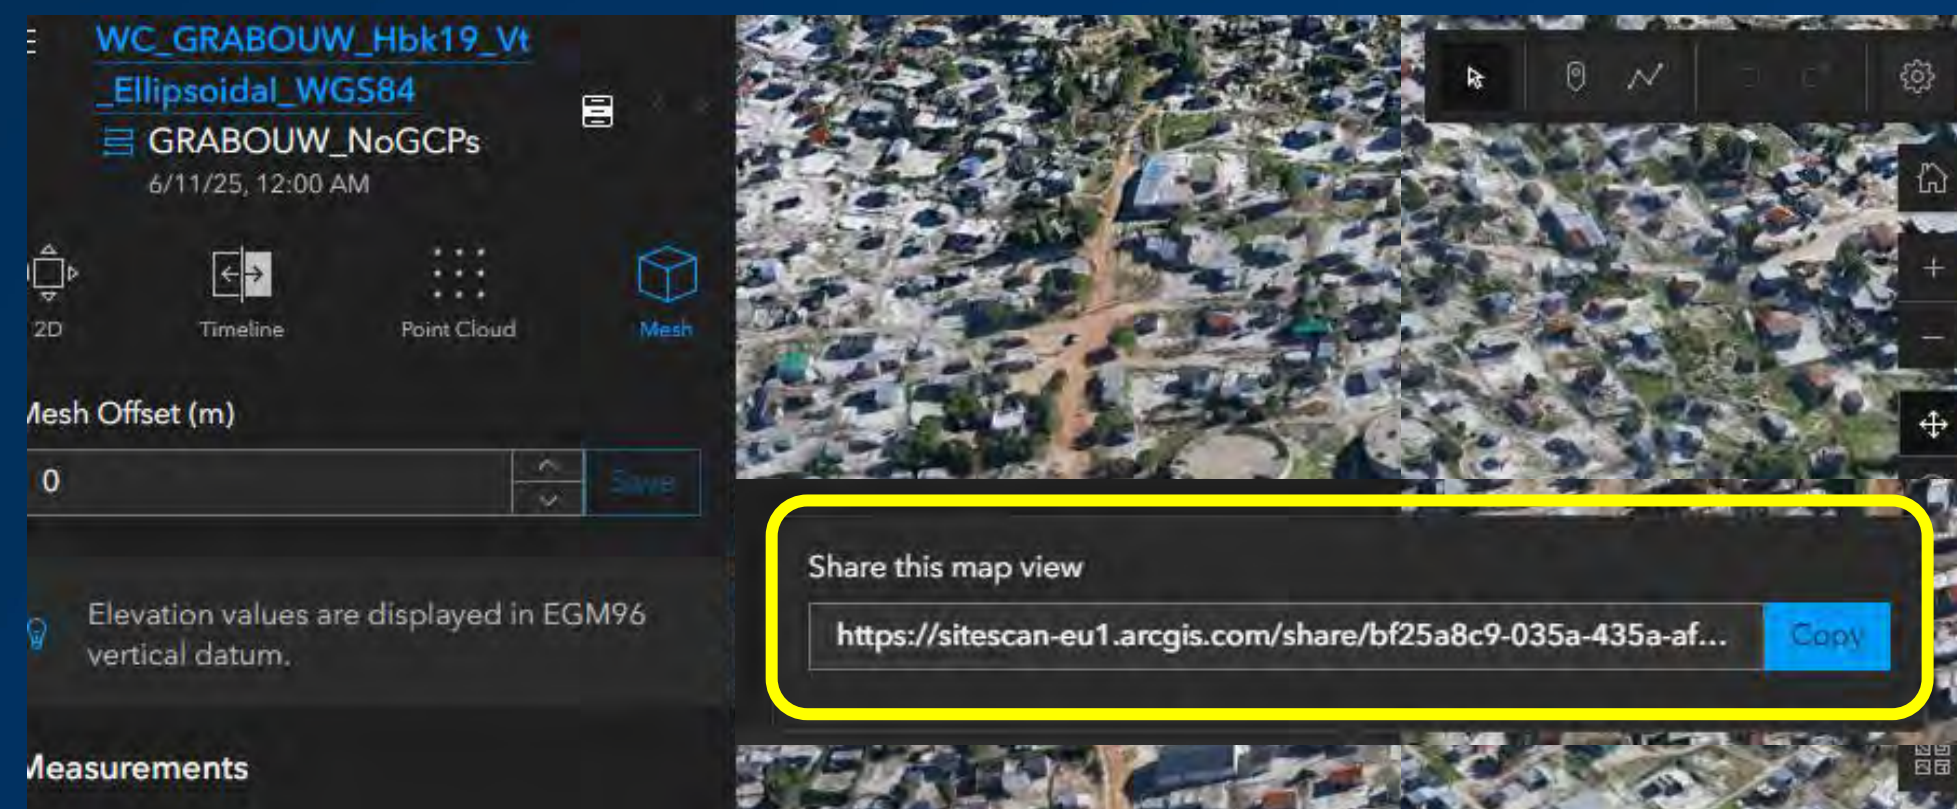 WC_GRABOUW_Hbk19_Vt
_Ellipsoidal_WGS84
GRABOUW_NoGCPs
6/11/25, 12:00 AM
2D
Timeline
Point Cloud
Mesh
Mesh Offset (m)
0
Save
Elevation values are displayed in EGM96
vertical datum.
Measurements
Share this map view
https://sitescan-eu1.arcgis.com/share/bf25a8c9-035a-435a-af...
Copy